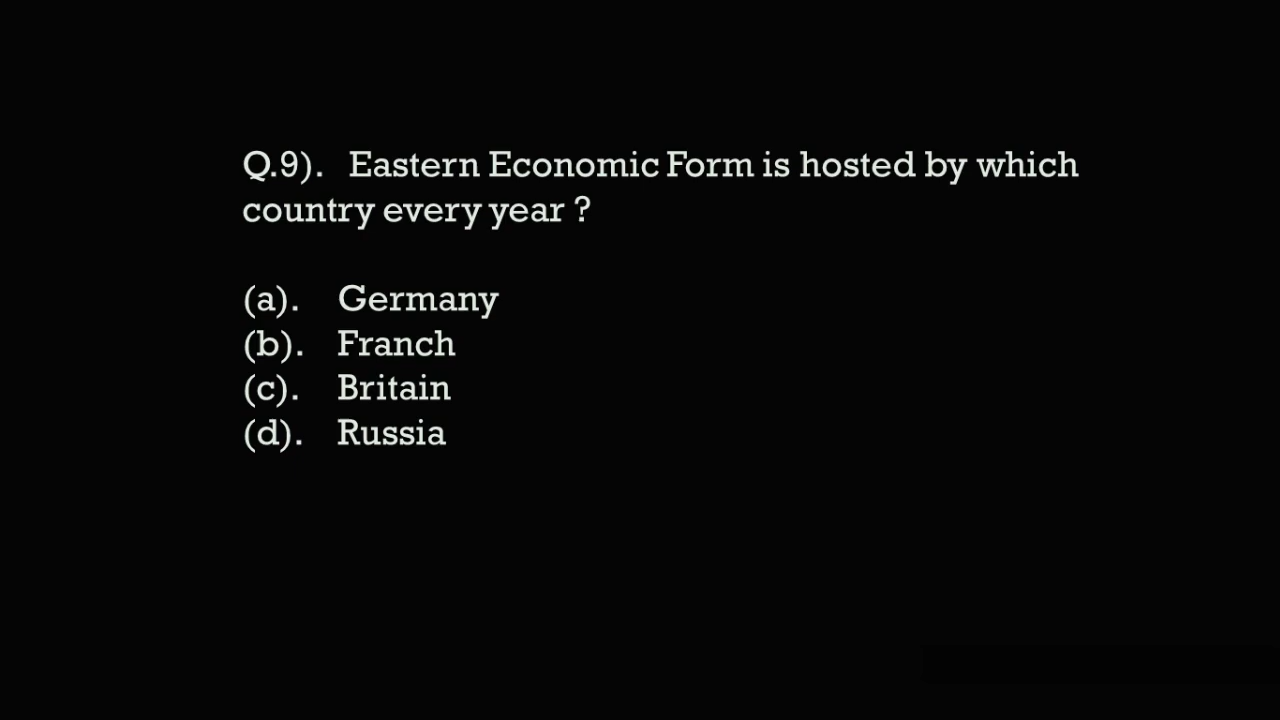 Q.9). Eastern Economic Form is hosted by which
country every year ?
(a). Germany
(b). Franch
(c). Britain
(d). Russia